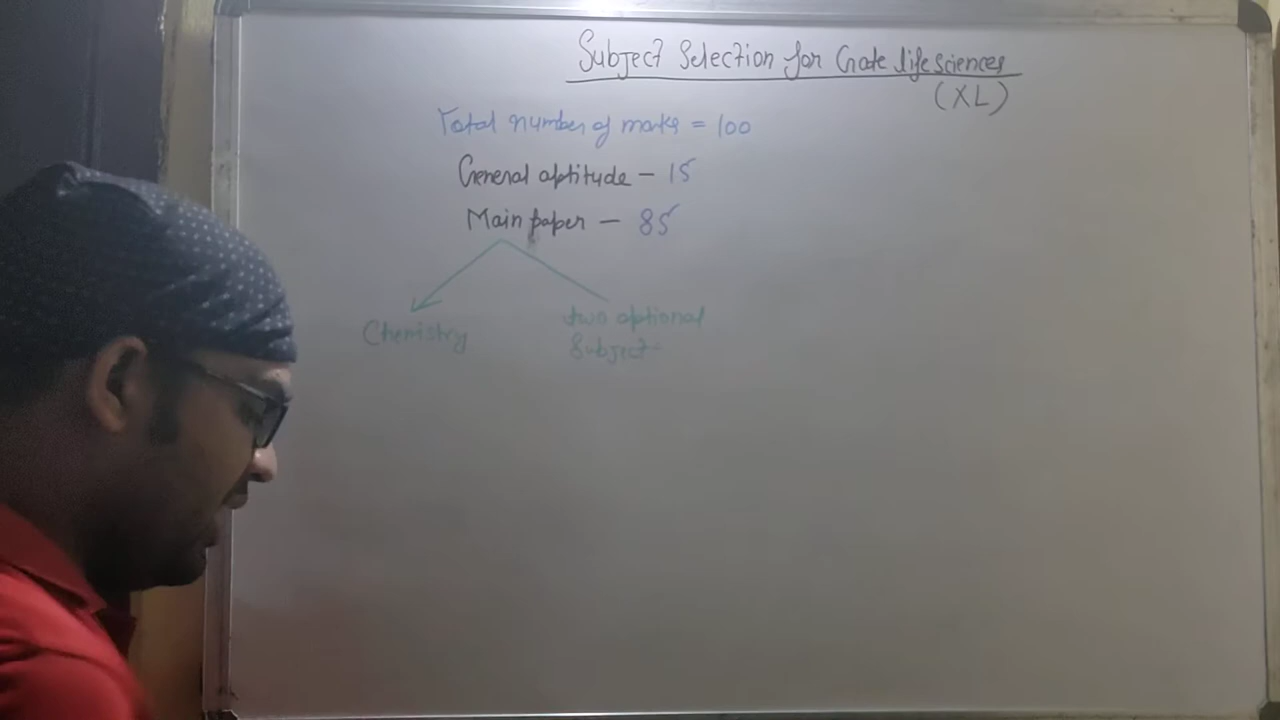 Subject Selection for Gate life sciences
(XL)
Total number of marks = 100
General aptitude - 15
Main paper - 85
Chemistry
two optional
Subject